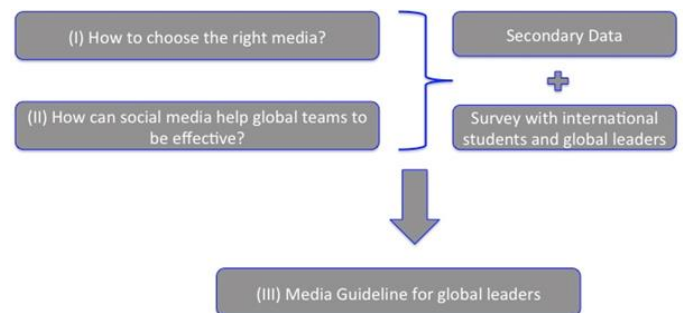 (I) How to choose the right media?
Secondary Data
(II) How can social media help global teams to
be effective?
Survey with international
students and global leaders
(III) Media Guideline for global leaders